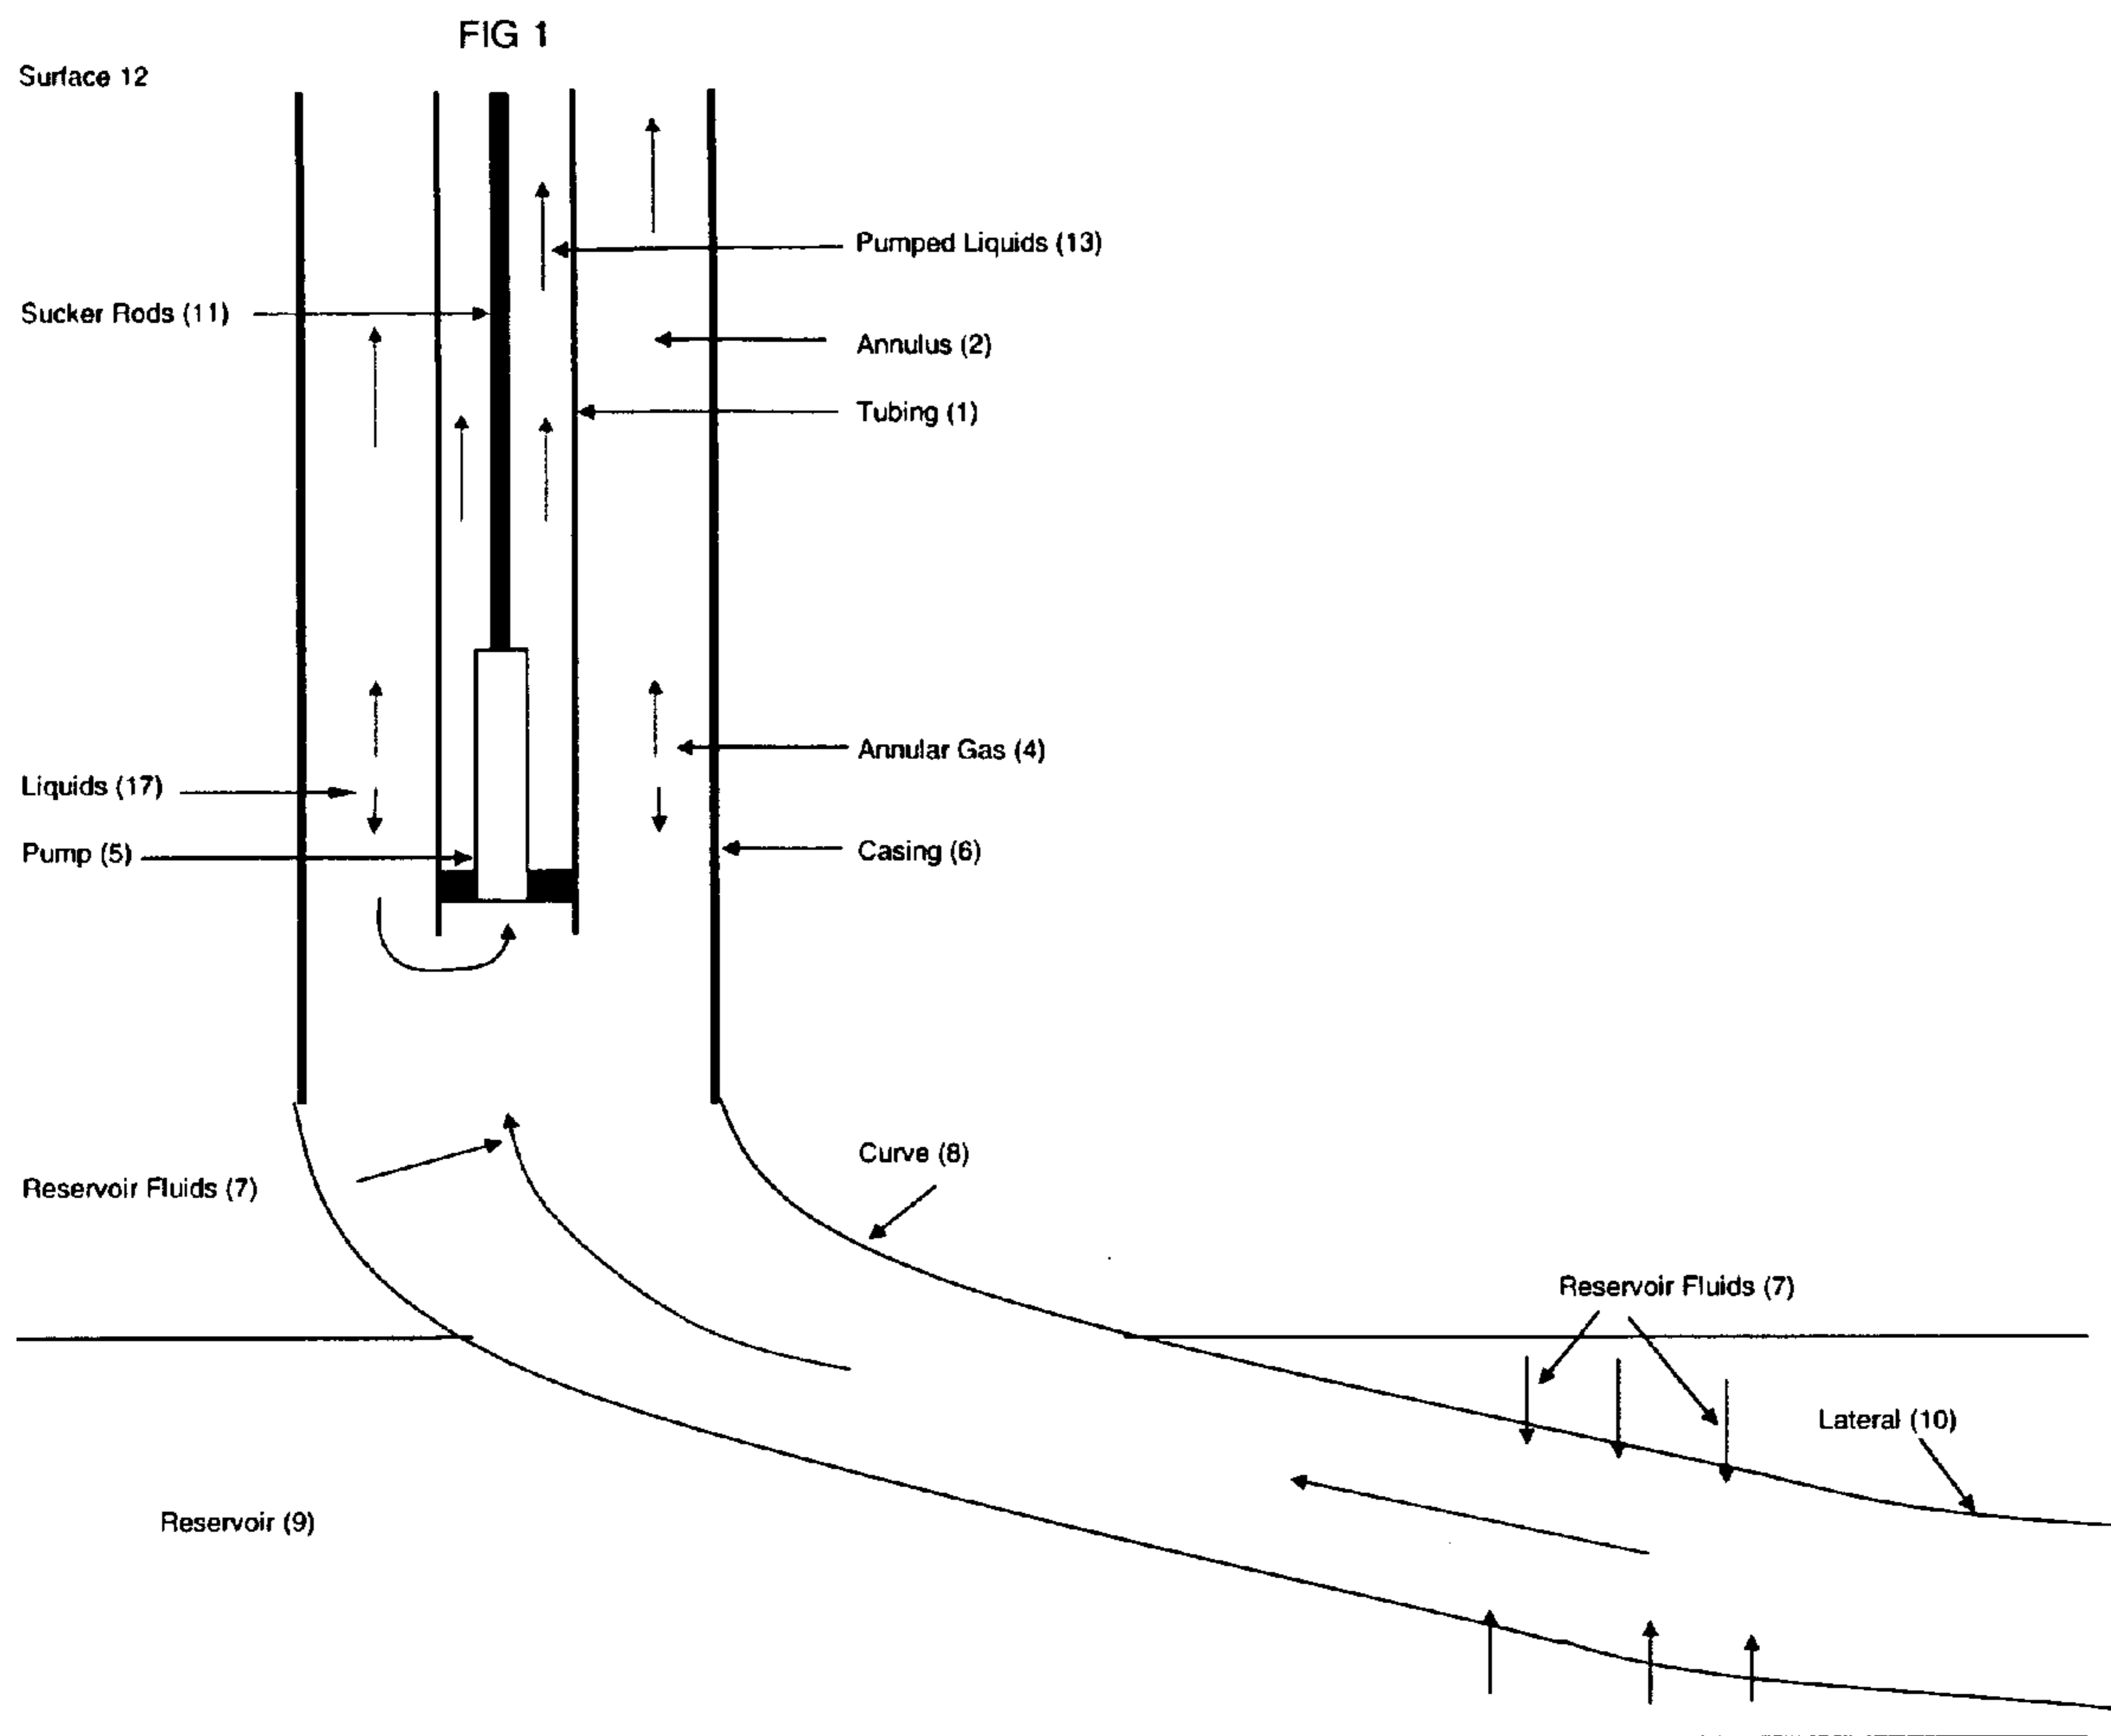 FIG 1
Surface 12
Pumped Liquids (13)
Sucker Rods (11)
Annulus (2)
Tubing (1)
Annular Gas (4)
Liquids (17)
Pump (5)
Casing (6)
Curve (8)
Reservoir Fluids (7)
Reservoir Fluids (7)
Lateral (10)
Reservoir (9)